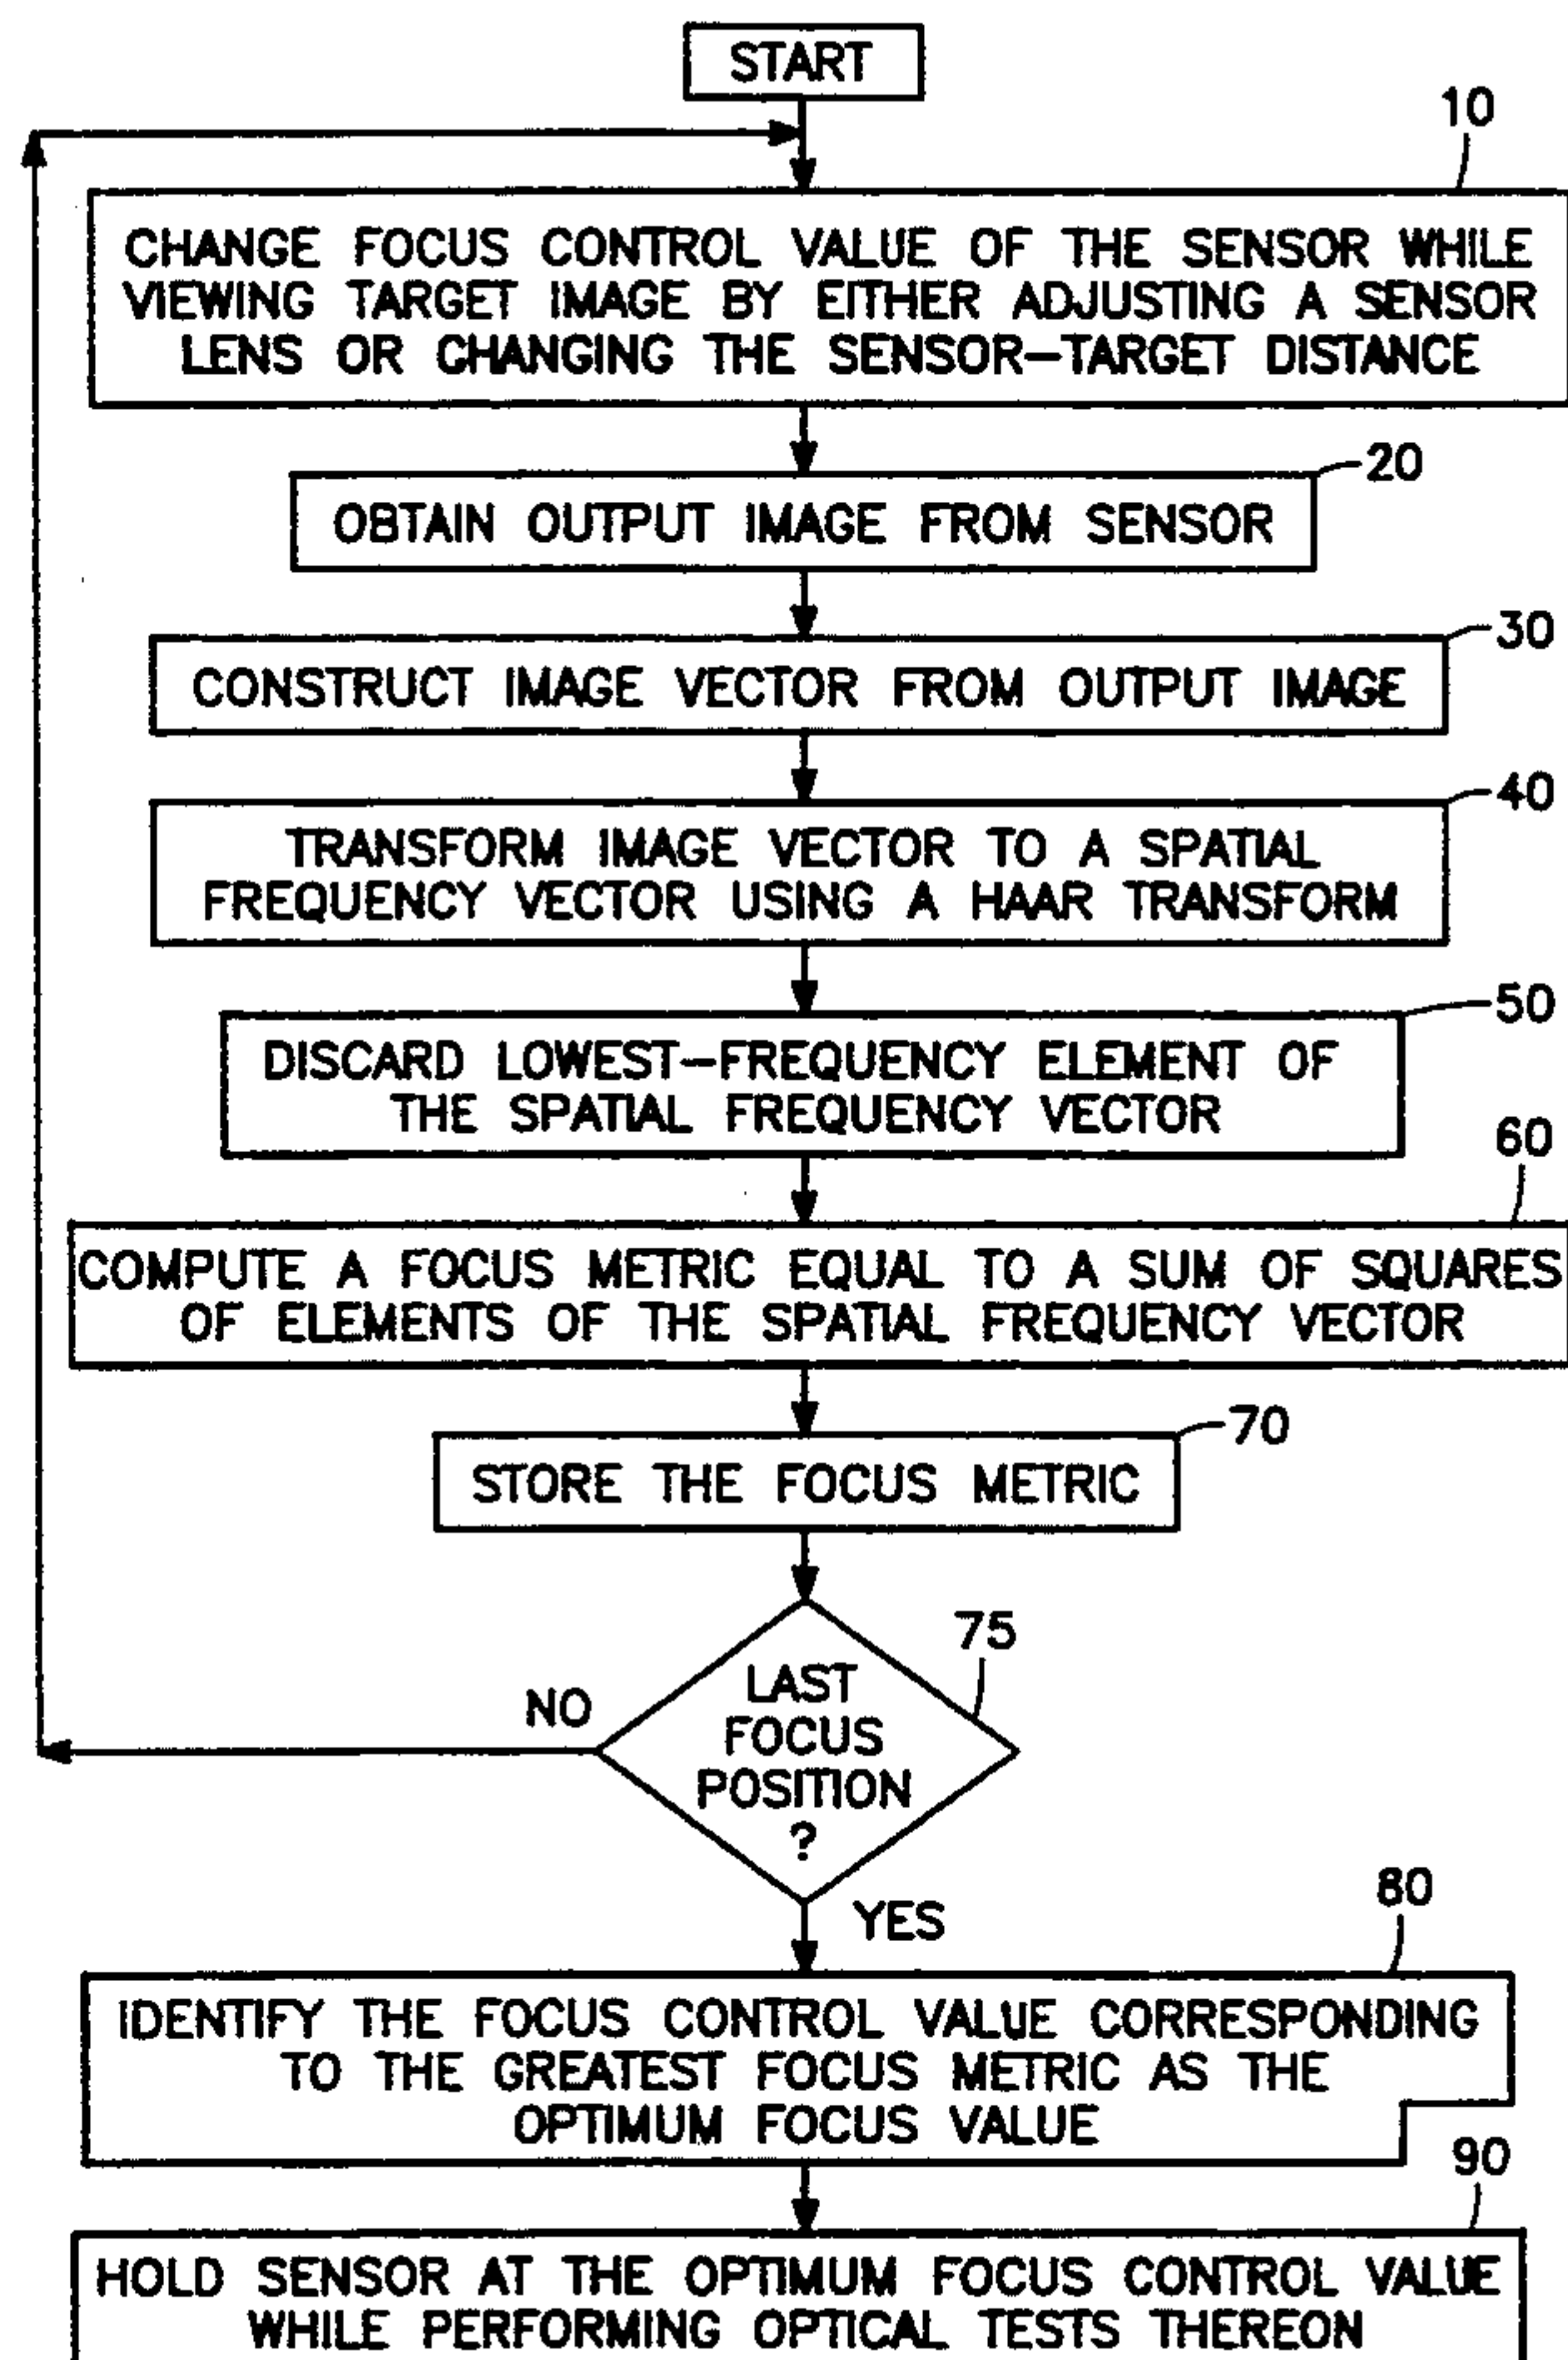 START
10
CHANGE FOCUS CONTROL VALUE OF THE SENSOR WHILE
VIEWING TARGET IMAGE BY EITHER ADJUSTING A SENSOR
LENS OR CHANGING THE SENSOR-TARGET DISTANCE
20
OBTAIN OUTPUT IMAGE FROM SENSOR
30
CONSTRUCT IMAGE VECTOR FROM OUTPUT IMAGE
40
TRANSFORM IMAGE VECTOR TO A SPATIAL
FREQUENCY VECTOR USING A HAAR TRANSFORM
50
DISCARD LOWEST-FREQUENCY ELEMENT OF
THE SPATIAL FREQUENCY VECTOR
60
COMPUTE A FOCUS METRIC EQUAL TO A SUM OF SQUARES
OF ELEMENTS OF THE SPATIAL FREQUENCY VECTOR
70
STORE THE FOCUS METRIC
75
LAST
FOCUS
POSITION
?
NO
YES
80
IDENTIFY THE FOCUS CONTROL VALUE CORRESPONDING
TO THE GREATEST FOCUS METRIC AS THE
OPTIMUM FOCUS VALUE
90
HOLD SENSOR AT THE OPTIMUM FOCUS CONTROL VALUE
WHILE PERFORMING OPTICAL TESTS THEREON